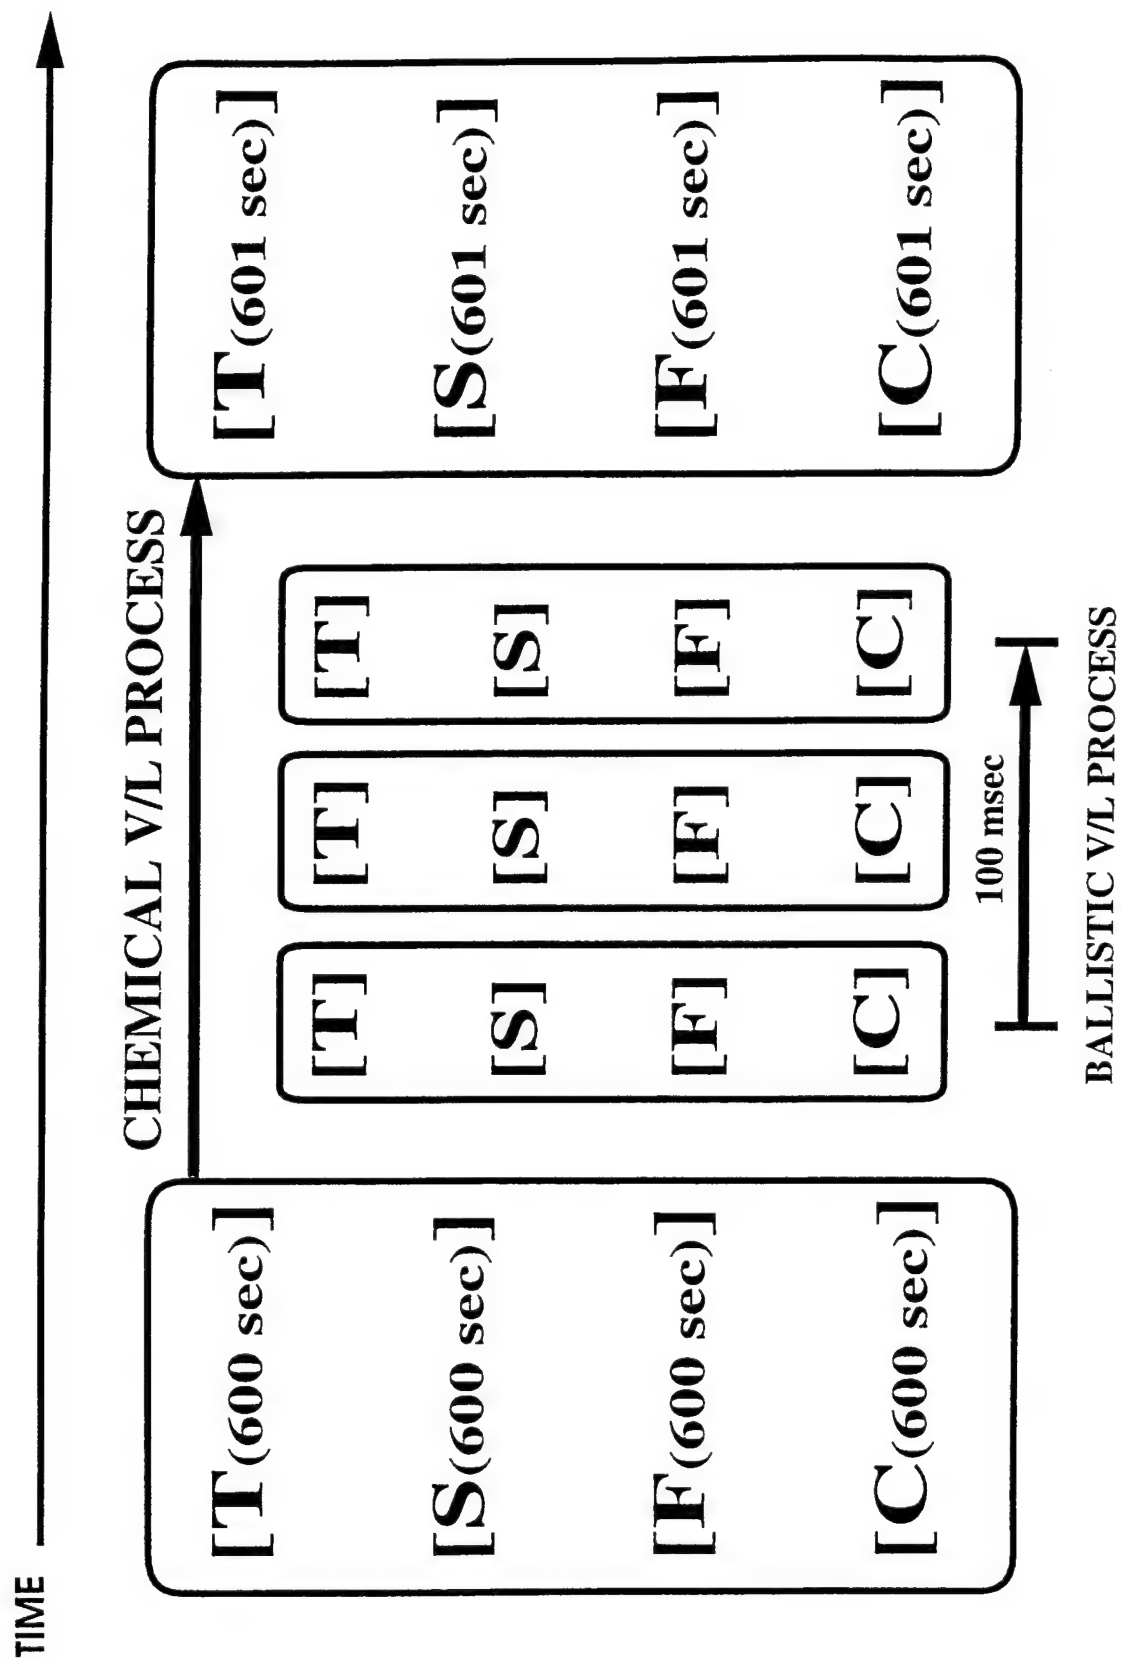 TIME
CHEMICAL V/L PROCESS
[T(600 sec)]
[S(600 sec)]
[F(600 sec)]
[C(600 sec)]
[T]
[S]
[F]
[C]
[T]
[S]
[F]
[C]
[T]
[S]
[F]
[C]
[T(601 sec)]
[S(601 sec)]
[F(601 sec)]
[C(601 sec)]
100 msec
BALLISTIC V/L PROCESS